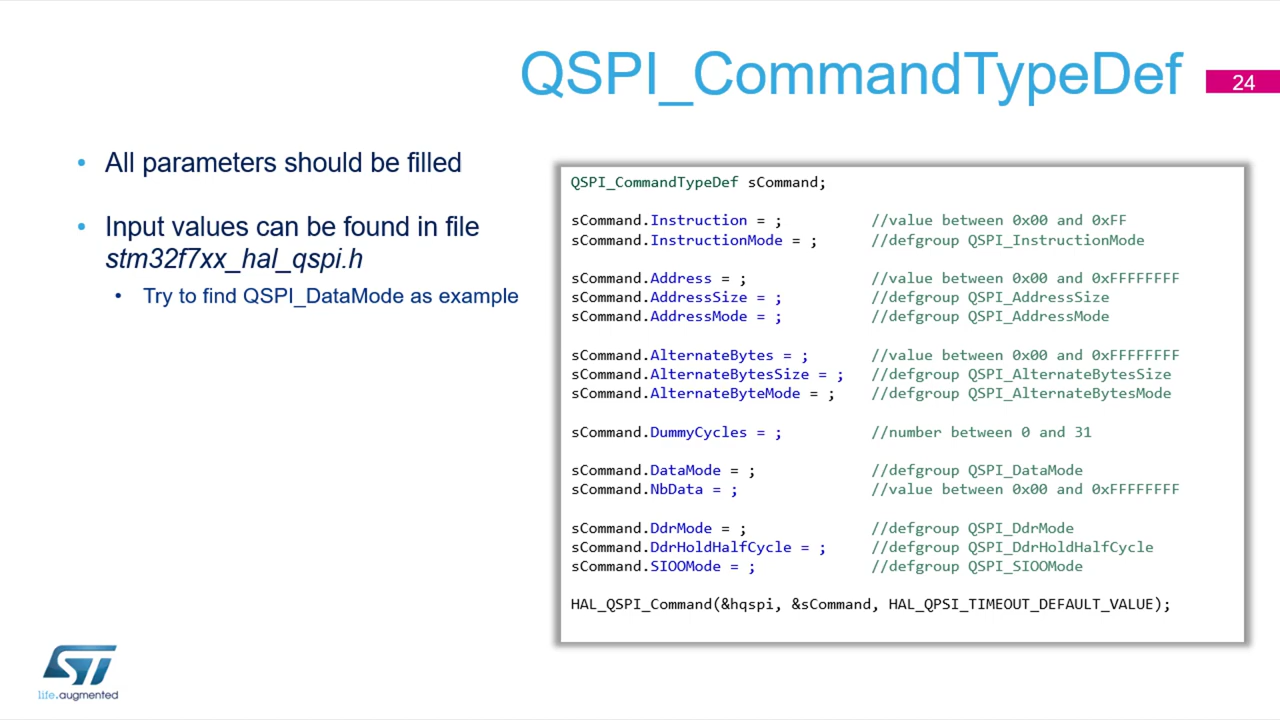 QSPI_CommandTypeDef
24
• All parameters should be filled
• Input values can be found in file
stm32f7xx_hal_qspi.h
• Try to find QSPI_DataMode as example
QSPI_CommandTypeDef sCommand;
sCommand.Instruction = ; //value between 0x00 and 0xFF
sCommand.InstructionMode = ; //defgroup QSPI_InstructionMode
sCommand.Address = ; //value between 0x00 and 0xFFFFFFFF
sCommand.AddressSize = ; //defgroup QSPI_AddressSize
sCommand.AddressMode = ; //defgroup QSPI_AddressMode
sCommand.AlternateBytes = ; //value between 0x00 and 0xFFFFFFFF
sCommand.AlternateBytesSize = ; //defgroup QSPI_AlternateBytesSize
sCommand.AlternateByteMode = ; //defgroup QSPI_AlternateBytesMode
sCommand.DummyCycles = ; //number between 0 and 31
sCommand.DataMode = ; //defgroup QSPI_DataMode
sCommand.NbData = ; //value between 0x00 and 0xFFFFFFFF
sCommand.DdrMode = ; //defgroup QSPI_DdrMode
sCommand.DdrHoldHalfCycle = ; //defgroup QSPI_DdrHoldHalfCycle
sCommand.SIOOMode = ; //defgroup QSPI_SIOOMode
HAL_QSPI_Command(&hqspi, &sCommand, HAL_QPSI_TIMEOUT_DEFAULT_VALUE);
ST
life.augmented